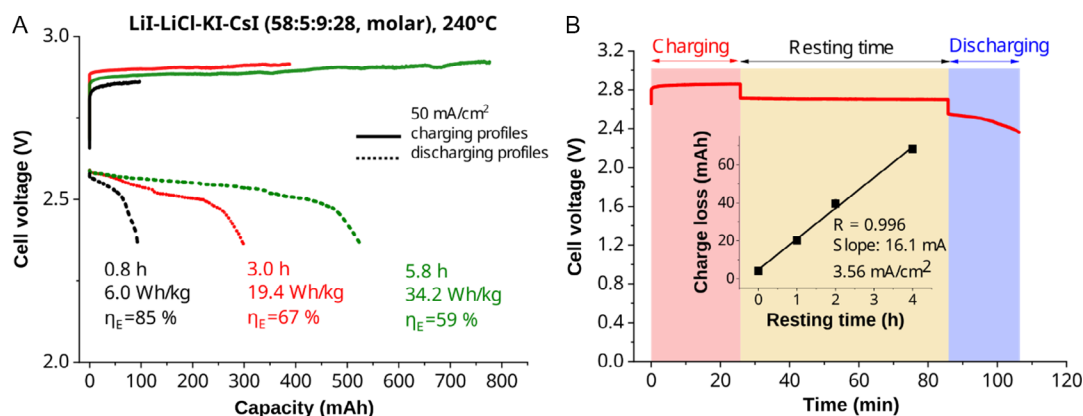 A
LiI-LiCl-KI-CsI (58:5:9:28, molar), 240°C
3.0
2.5
2.0
Cell voltage (V)
50 mA/cm²
charging profiles
discharging profiles
0.8 h
6.0 Wh/kg
ηE=85 %
3.0 h
19.4 Wh/kg
ηE=67 %
5.8 h
34.2 Wh/kg
ηE=59 %
0 100 200 300 400 500 600 700 800
Capacity (mAh)
B
Charging
Resting time
Discharging
3.2
2.8
2.4
2.0
1.6
1.2
0.8
0.4
0.0
Cell voltage (V)
60
40
20
0
Charge loss (mAh)
R = 0.996
Slope: 16.1 mA
3.56 mA/cm²
0 1 2 3 4
Resting time (h)
0 20 40 60 80 100 120
Time (min)